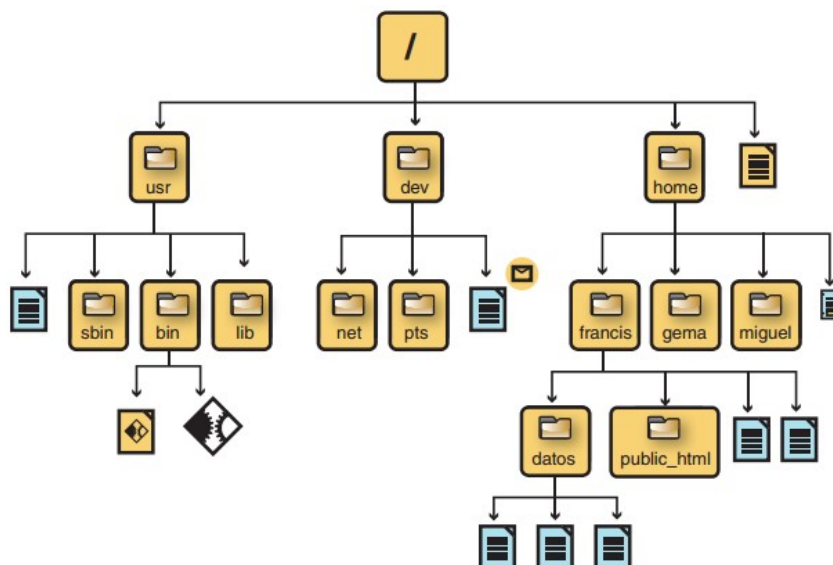 /
usr
dev
home
sbin
bin
lib
net
pts
francis
gema
miguel
datos
public_html